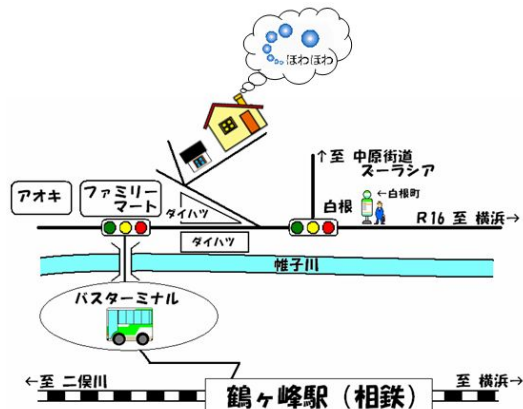 ほわほわ
↑至 中原街道
ズーラシア
アオキ
ファミリー
マート
ダイハツ
白根
←白根町
R16 至 横浜→
ダイハツ
帷子川
バスターミナル
←至 二俣川
鶴ヶ峰駅（相鉄）
至 横浜→